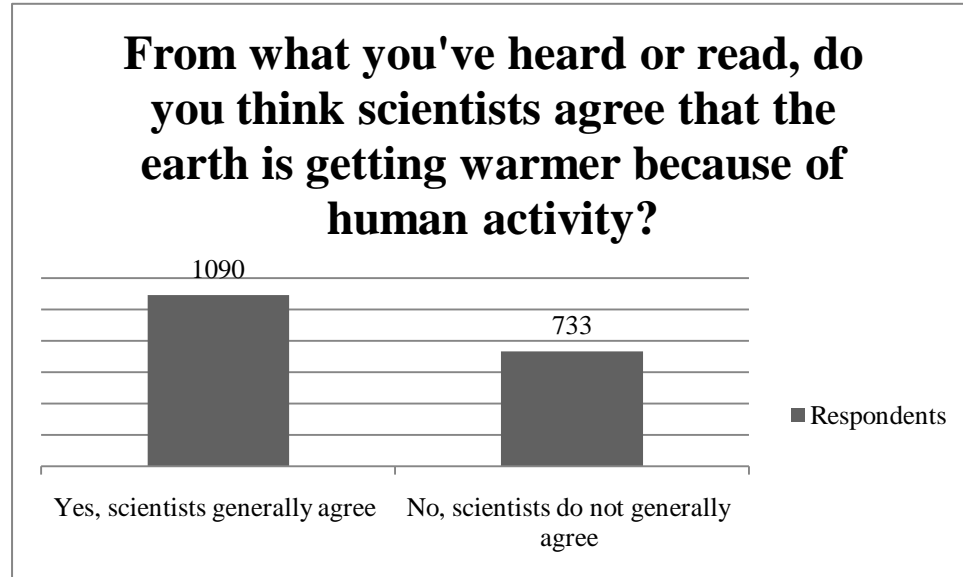 From what you've heard or read, do
you think scientists agree that the
earth is getting warmer because of
human activity?
1090
733
Respondents
Yes, scientists generally agree
No, scientists do not generally
agree